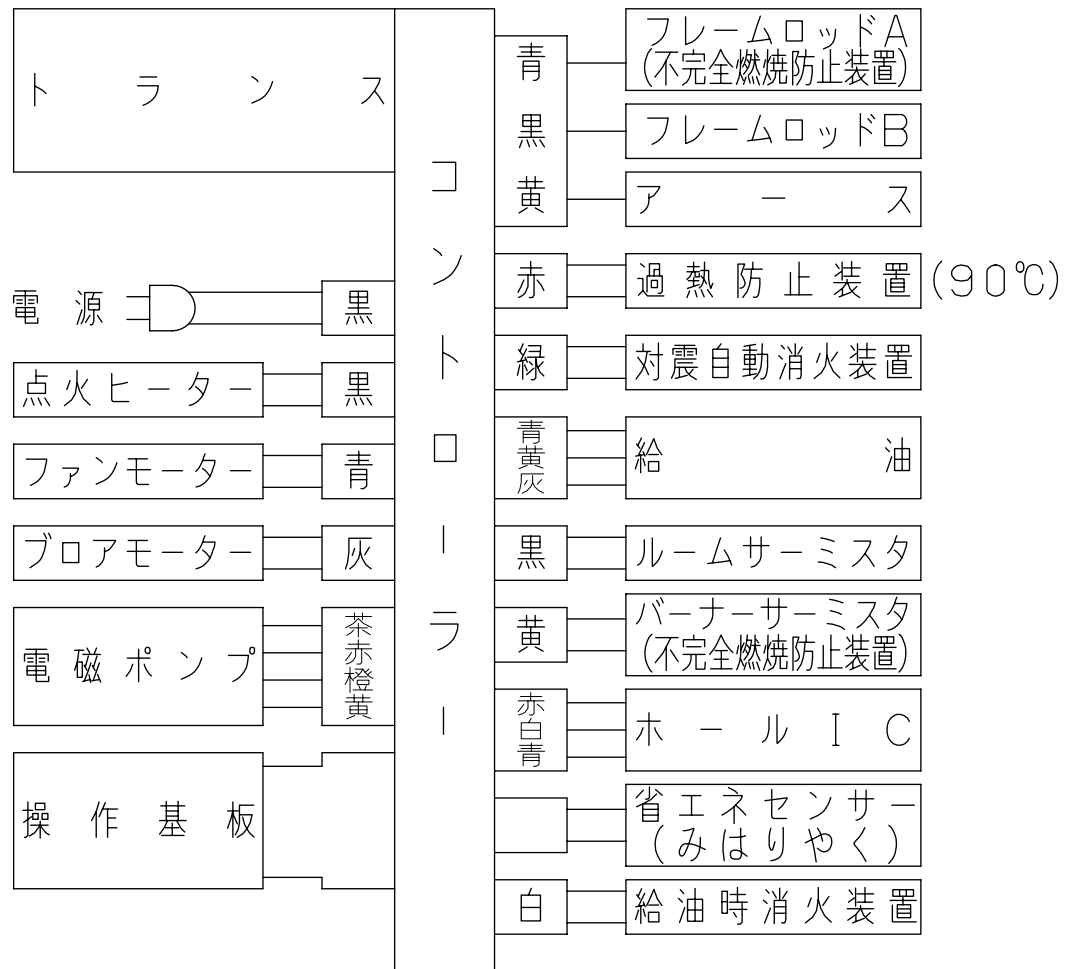 トランス
電源
黒
点火ヒーター
黒
ファンモーター
青
ブロアモーター
灰
電磁ポンプ
茶
赤
橙
黄
操作基板
コントローラー
青
フレームロッドA
(不完全燃焼防止装置)
黒
フレームロッドB
黄
アース
赤
過熱防止装置(90℃)
緑
対震自動消火装置
青
黄
灰
給油
黒
ルームサーミスタ
黄
バーナーサーミスタ
(不完全燃焼防止装置)
赤
白
青
ホールIC
省エネセンサー
(みはりやく)
白
給油時消火装置